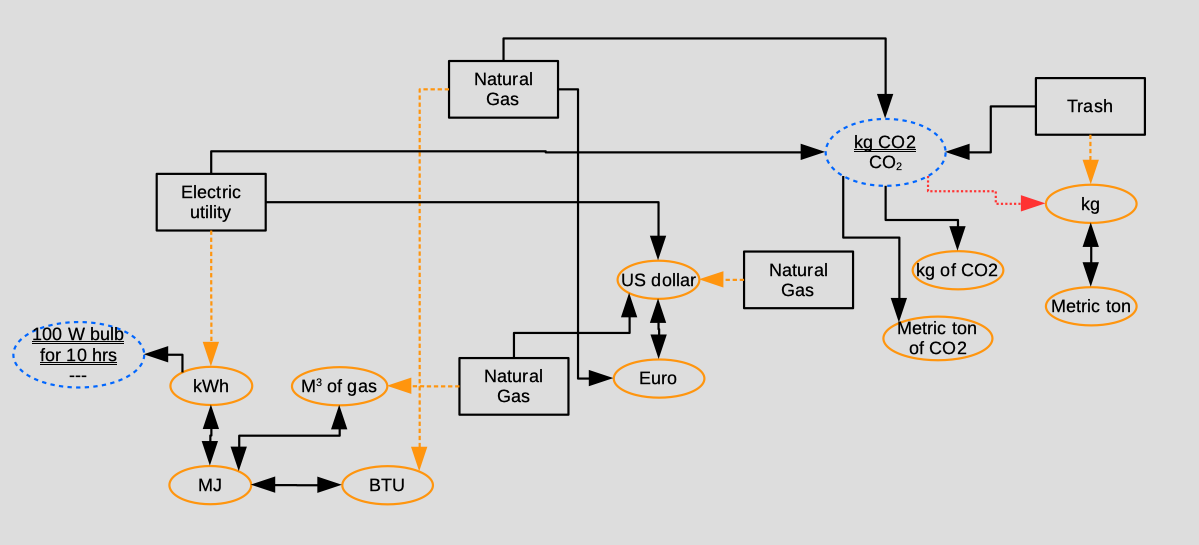 Natural
Gas
Trash
kg CO2
CO₂
Electric
utility
kg
US dollar
Natural
Gas
kg of CO2
Metric ton
Metric ton
of CO2
100 W bulb
for 10 hrs
---
kWh
M³ of gas
Natural
Gas
Euro
MJ
BTU